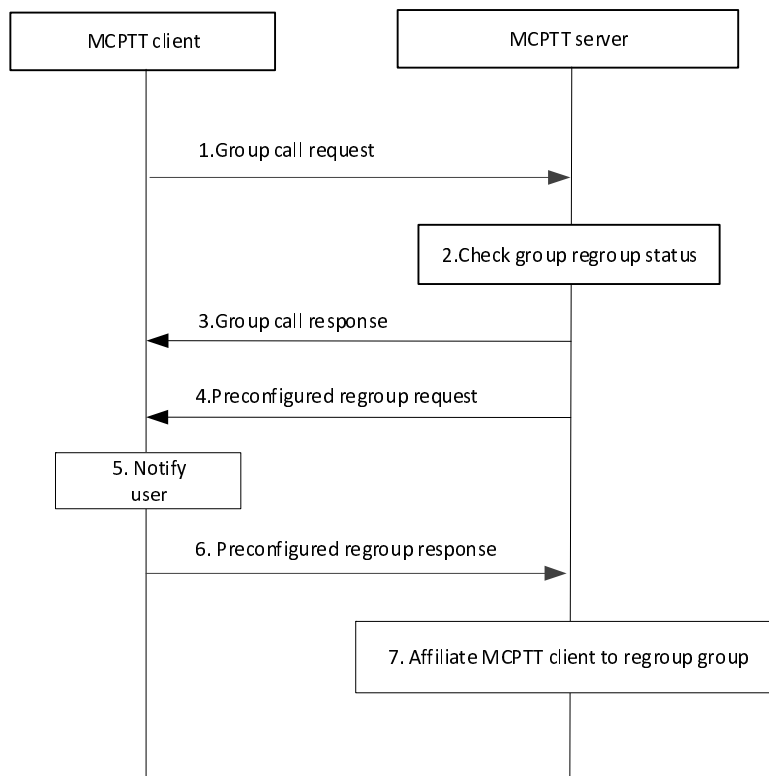 MCPTT client
MCPTT server
1.Group call request
2.Check group regroup status
3.Group call response
4.Preconfigured regroup request
5. Notify
user
6. Preconfigured regroup response
7. Affiliate MCPTT client to regroup group